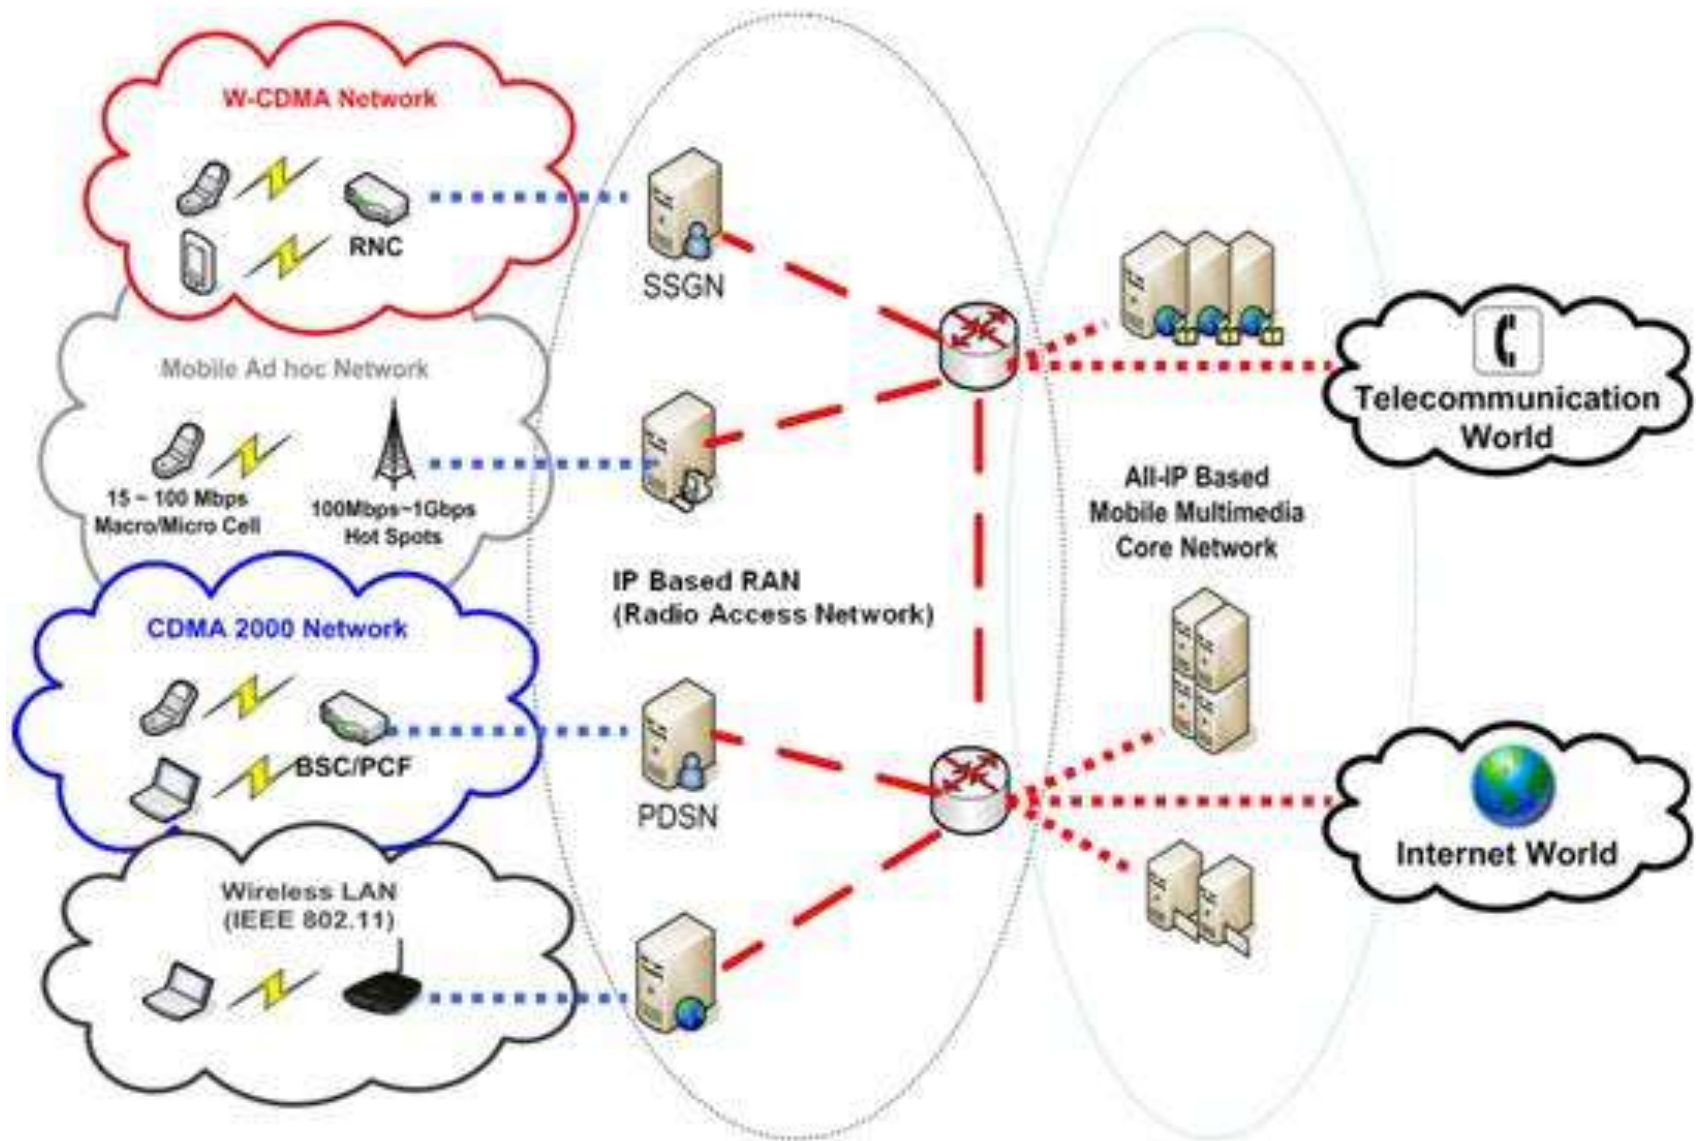 W-CDMA Network
RNC
SSGN
Mobile Ad hoc Network
15 ~ 100 Mbps
Macro/Micro Cell
100Mbps~1Gbps
Hot Spots
IP Based RAN
(Radio Access Network)
CDMA 2000 Network
BSC/PCF
PDSN
Wireless LAN
(IEEE 802.11)
All-IP Based
Mobile Multimedia
Core Network
Telecommunication
World
Internet World